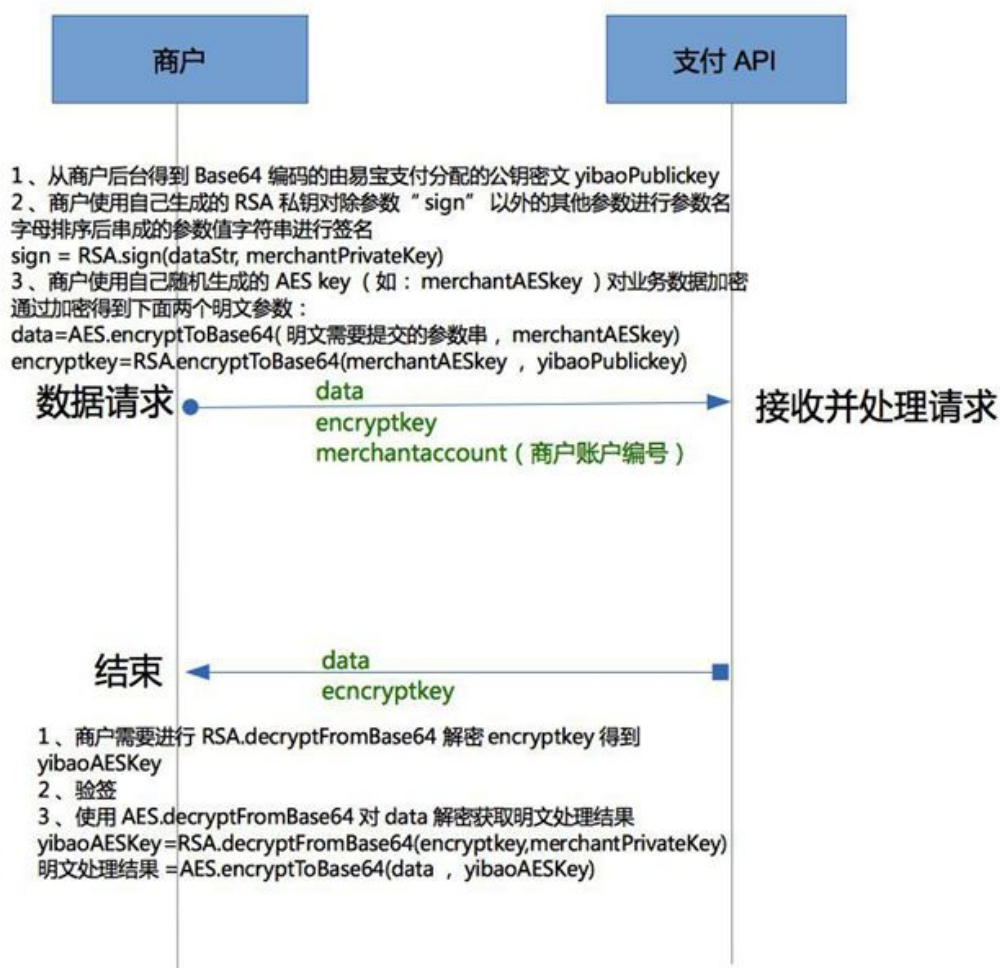 商户
支付 API
1、从商户后台得到 Base64 编码的由易宝支付分配的公钥密文 yibaoPublickey
2、商户使用自己生成的 RSA 私钥对除参数“sign” 以外的其他参数进行参数名
字母排序后串成的参数值字符串进行签名
sign = RSA.sign(dataStr, merchantPrivateKey)
3、商户使用自己随机生成的 AES key（如：merchantAESkey ）对业务数据加密
通过加密得到下面两个明文参数：
data=AES.encryptToBase64( 明文需要提交的参数串，merchantAESkey)
encryptkey=RSA.encryptToBase64(merchantAESkey ，yibaoPublickey)
数据请求
data
encryptkey
merchantaccount（商户账户编号）
接收并处理请求
结束
data
ecncryptkey
1、商户需要进行 RSA.decryptFromBase64 解密 encryptkey 得到
yibaoAESKey
2、验签
3、使用 AES.decryptFromBase64 对 data 解密获取明文处理结果
yibaoAESKey=RSA.decryptFromBase64(encryptkey,merchantPrivateKey)
明文处理结果 =AES.encryptToBase64(data ，yibaoAESKey)